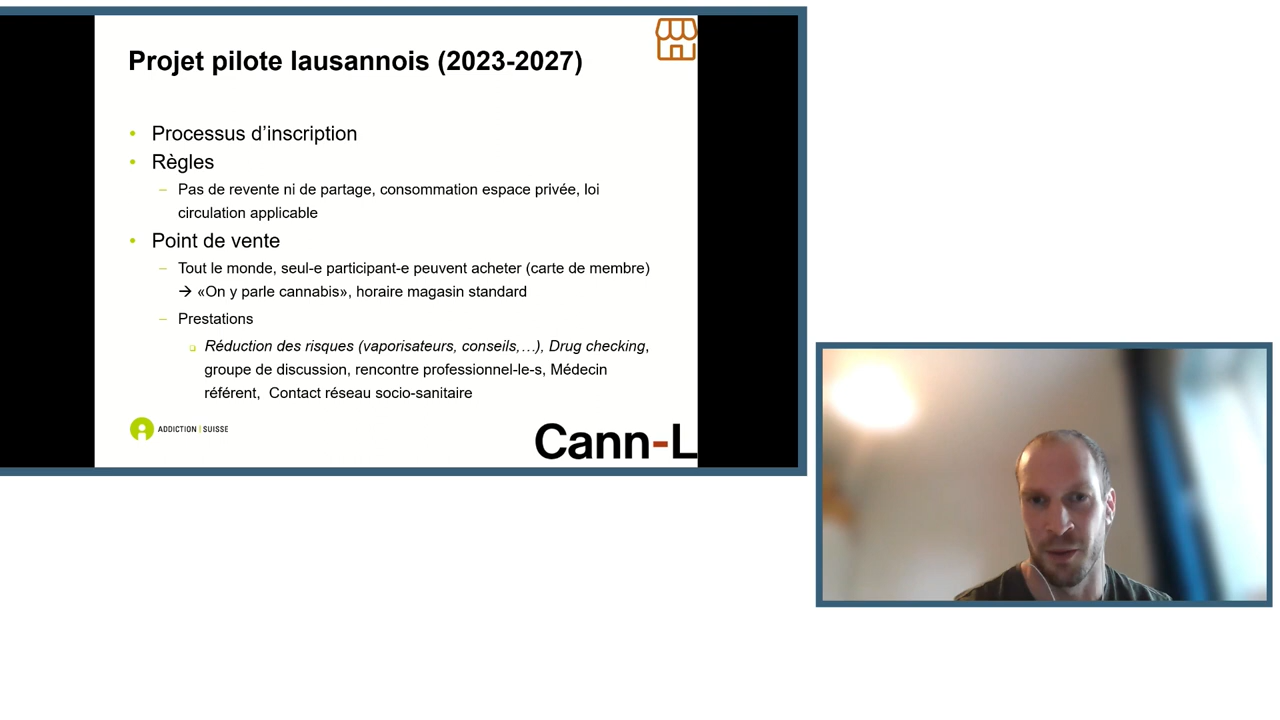 Projet pilote lausannois (2023-2027)
• Processus d’inscription
• Règles
– Pas de revente ni de partage, consommation espace privée, loi
circulation applicable
• Point de vente
– Tout le monde, seul-e participant-e peuvent acheter (carte de membre)
→ «On y parle cannabis», horaire magasin standard
– Prestations
❑ Réduction des risques (vaporisateurs, conseils,…), Drug checking,
groupe de discussion, rencontre professionnel-le-s, Médecin
référent, Contact réseau socio-sanitaire
ADDICTION | SUISSE
Cann-L